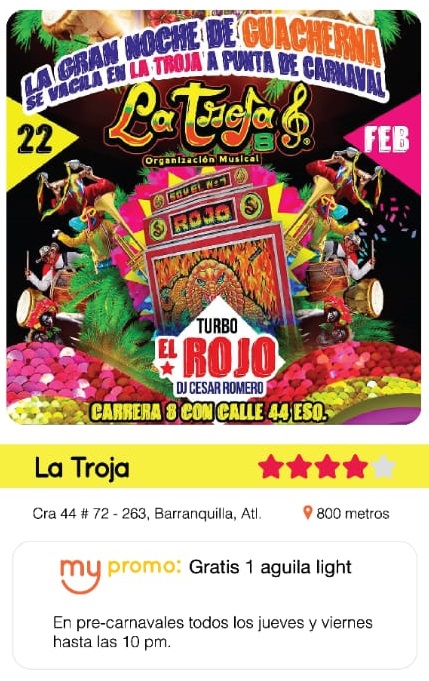 LA GRAN NOCHE DE GUACHERNA
SE VACILA EN LA TROJA A PUNTA DE CARNAVAL
La Troja 8
Organización Musical
22
FEB
ROJO
TURBO
EL ROJO
DJ CESAR ROMERO
CARRERA 8 CON CALLE 44 ESQ.
La Troja
Cra 44 # 72 - 263, Barranquilla, Atl.
800 metros
my promo: Gratis 1 aguila light
En pre-carnavales todos los jueves y viernes
hasta las 10 pm.